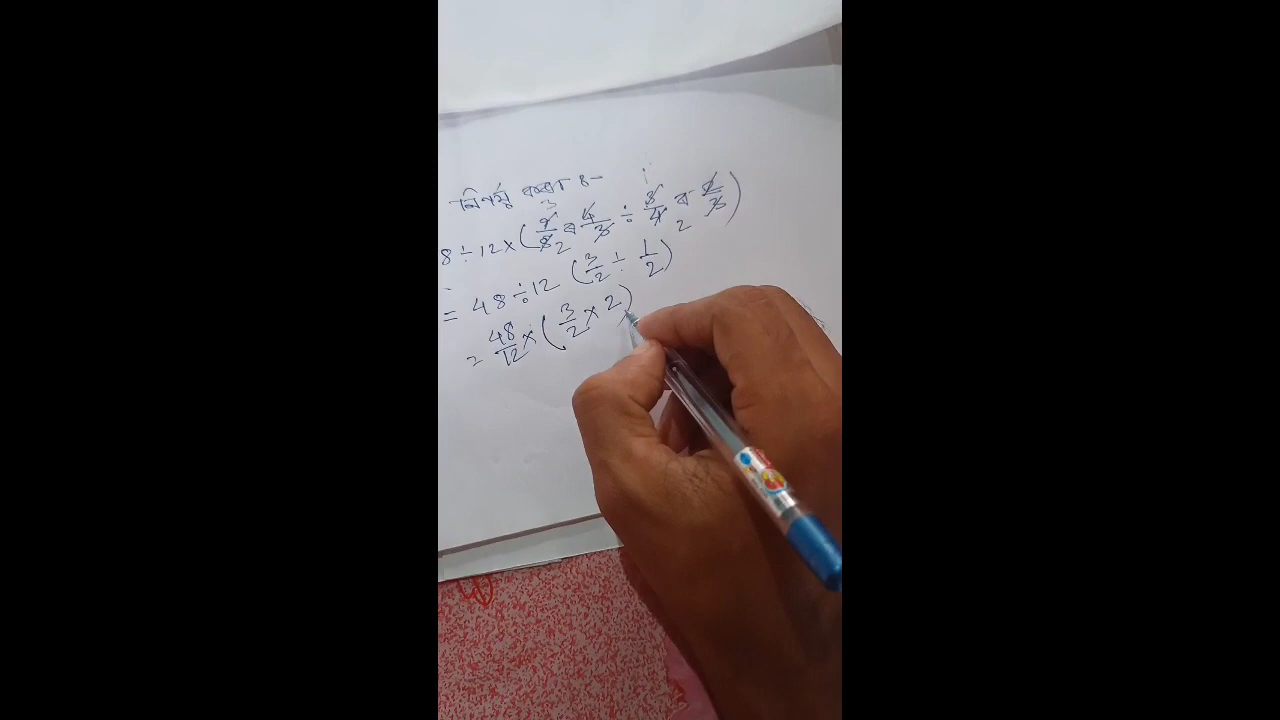 নির্ণয় করো ঃ-
8 ÷ 12 × ( 9/8 এর 4/3 ÷ 3/4 এর 2/3 )
= 48 ÷ 12 ( 3/2 ÷ 1/2 )
= 48/12 × ( 3/2 × 2 )